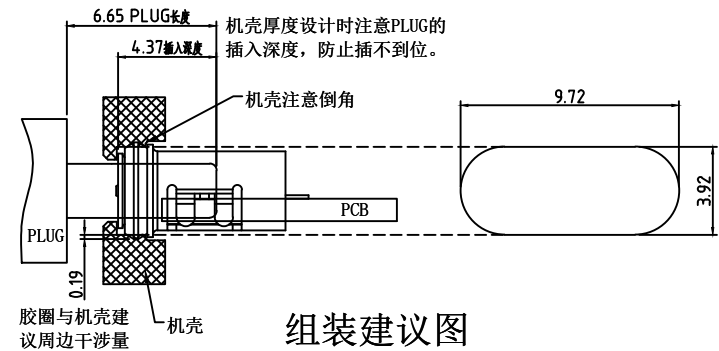 6.65 PLUG长度
机壳厚度设计时注意PLUG的
插入深度，防止插不到位。
4.37插入深度
机壳注意倒角
9.72
3.92
PCB
PLUG
0.19
胶圈与机壳建
议周边干涉量
机壳
组装建议图